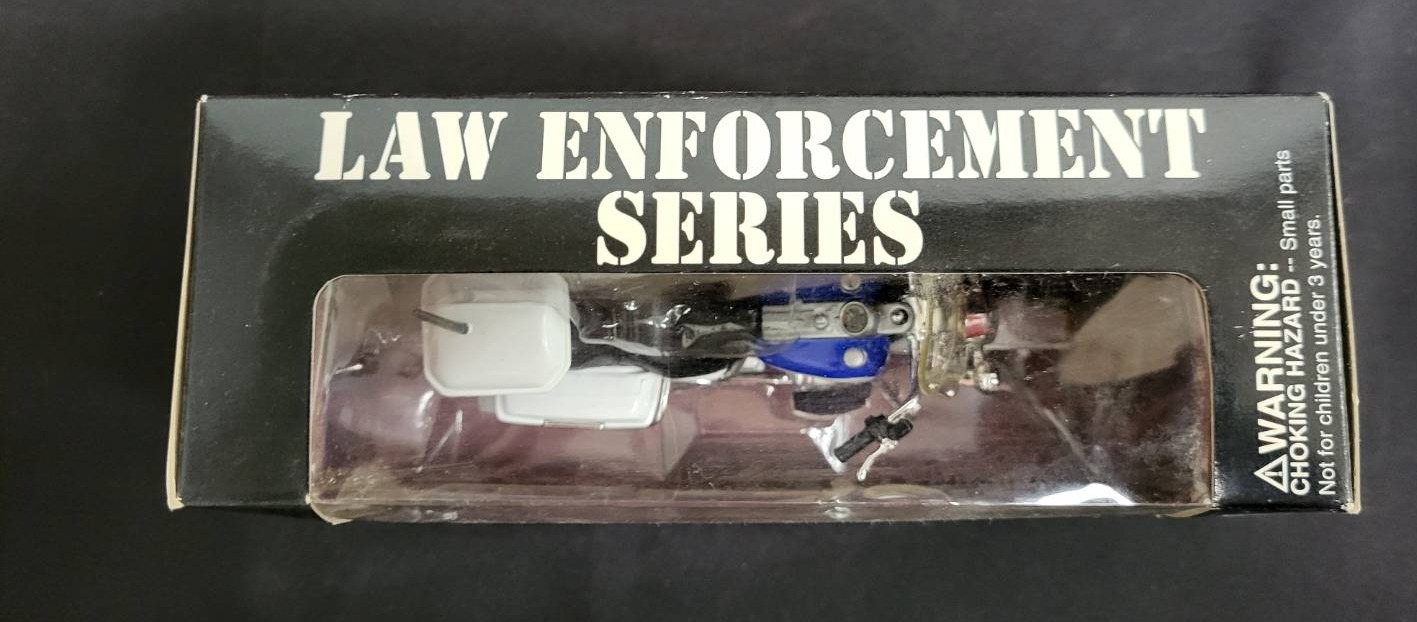 LAW ENFORCEMENT
SERIES
⚠WARNING:
CHOKING HAZARD -- Small parts
Not for children under 3 years.